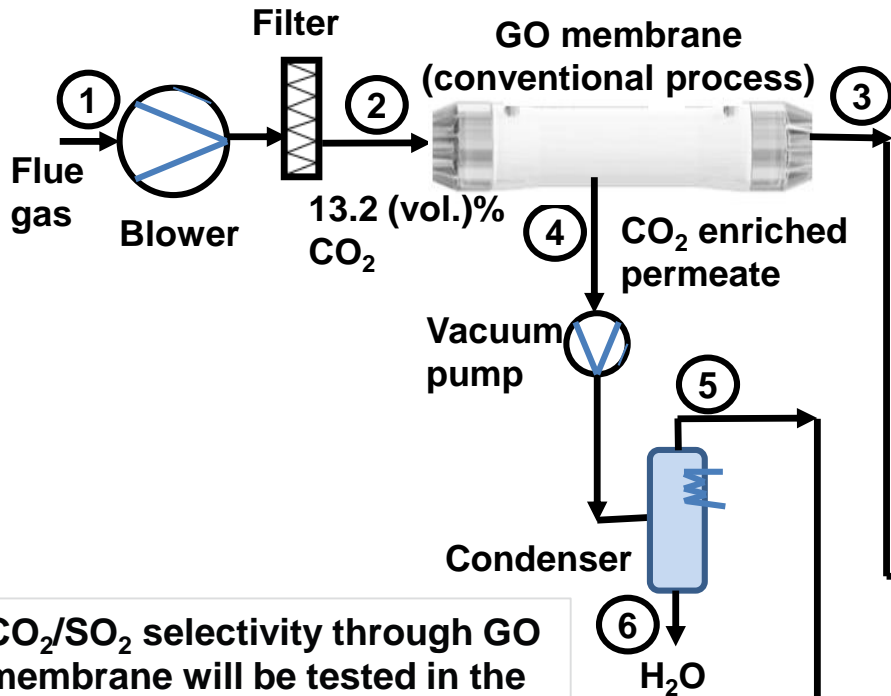 Filter
GO membrane
(conventional process)
1
2
3
Flue
gas
Blower
13.2 (vol.)%
CO₂
4
CO₂ enriched
permeate
Vacuum
pump
5
Condenser
6
H₂O
CO₂/SO₂ selectivity through GO
membrane will be tested in the